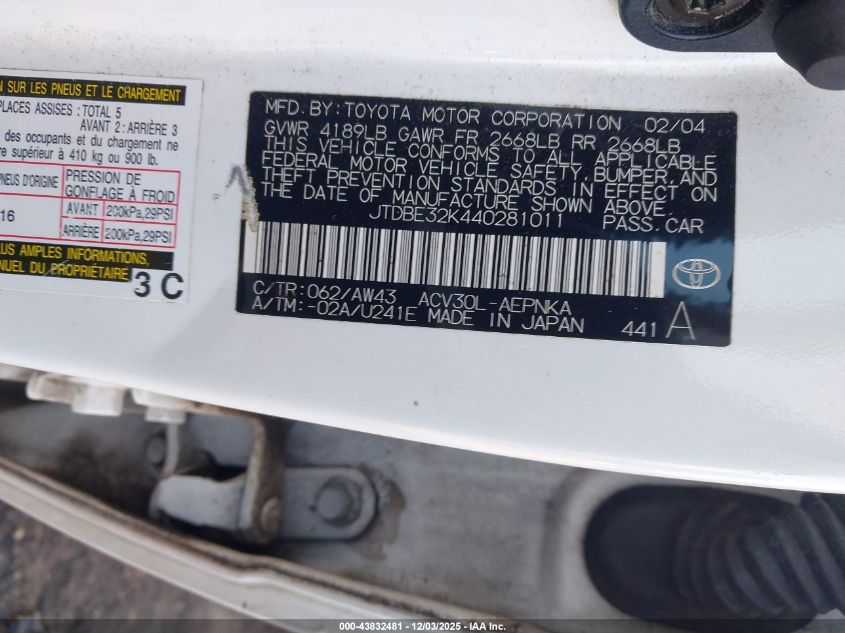 N SUR LES PNEUS ET LE CHARGEMENT
PLACES ASSISES : TOTAL 5
AVANT 2 : ARRIÈRE 3
des occupants et du chargement ne
re supérieur à 410 kg ou 900 lb.
PNEUS D'ORIGINE
PRESSION DE
GONFLAGE À FROID
16
AVANT 200kPa,29PSI
ARRIÈRE 200kPa,29PSI
US AMPLES INFORMATIONS,
NUEL DU PROPRIÉTAIRE
3 C
MFD.BY:TOYOTA MOTOR CORPORATION 02/04
GVWR 4189LB GAWR FR 2668LB RR 2668LB
THIS VEHICLE CONFORMS TO ALL APPLICABLE
FEDERAL MOTOR VEHICLE SAFETY,BUMPER,AND
THEFT PREVENTION STANDARDS IN EFFECT ON
THE DATE OF MANUFACTURE SHOWN ABOVE.
JTDBE32K440281011 PASS.CAR
C/TR:062/AW43 ACV30L-AEPNKA
A/TM:-02A/U241E MADE IN JAPAN 441 A
000-43832481 - 12/03/2025 - IAA Inc.